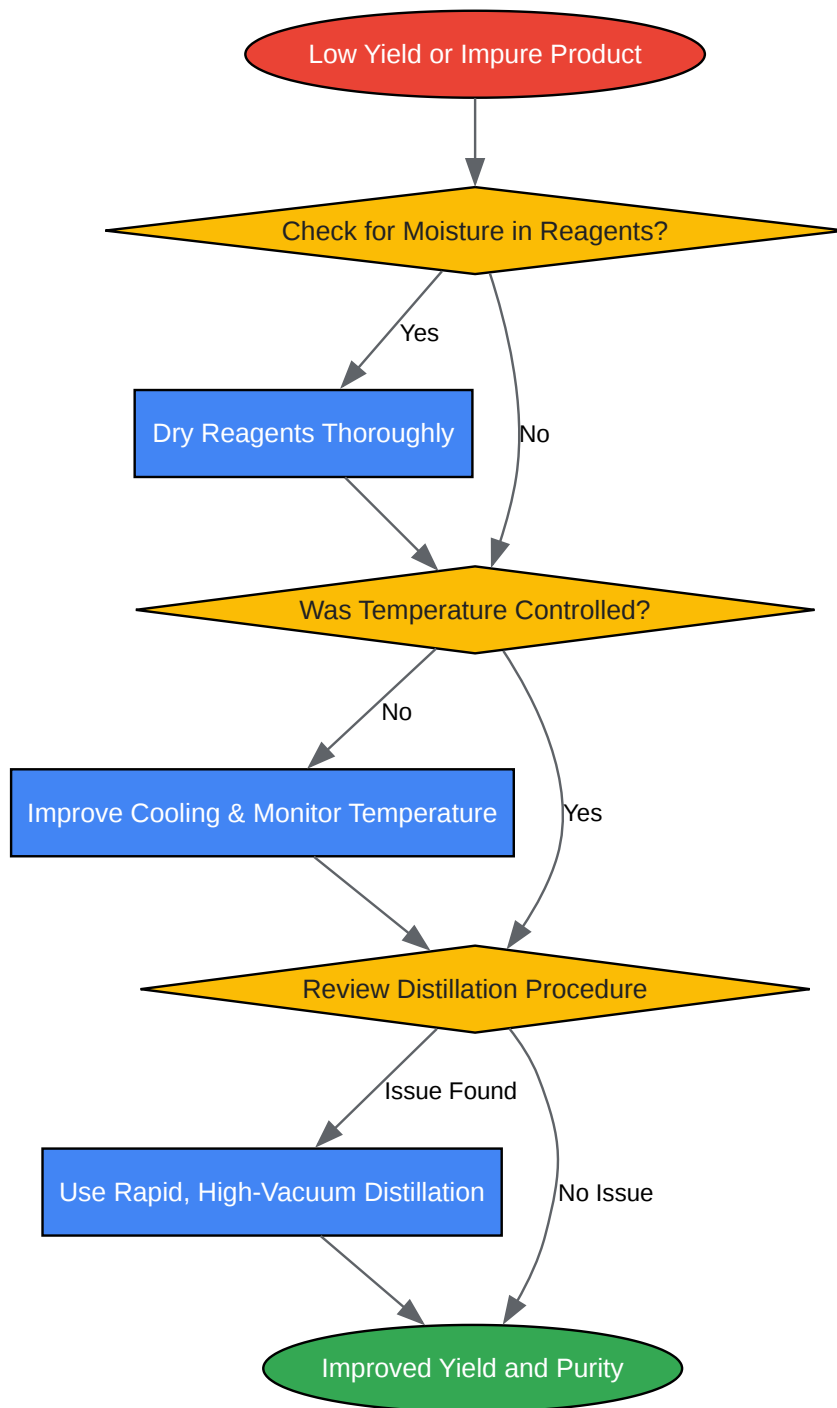 Low Yield or Impure Product
Check for Moisture in Reagents?
Yes
Dry Reagents Thoroughly
No
Was Temperature Controlled?
No
Improve Cooling & Monitor Temperature
Yes
Review Distillation Procedure
Issue Found
Use Rapid, High-Vacuum Distillation
No Issue
Improved Yield and Purity